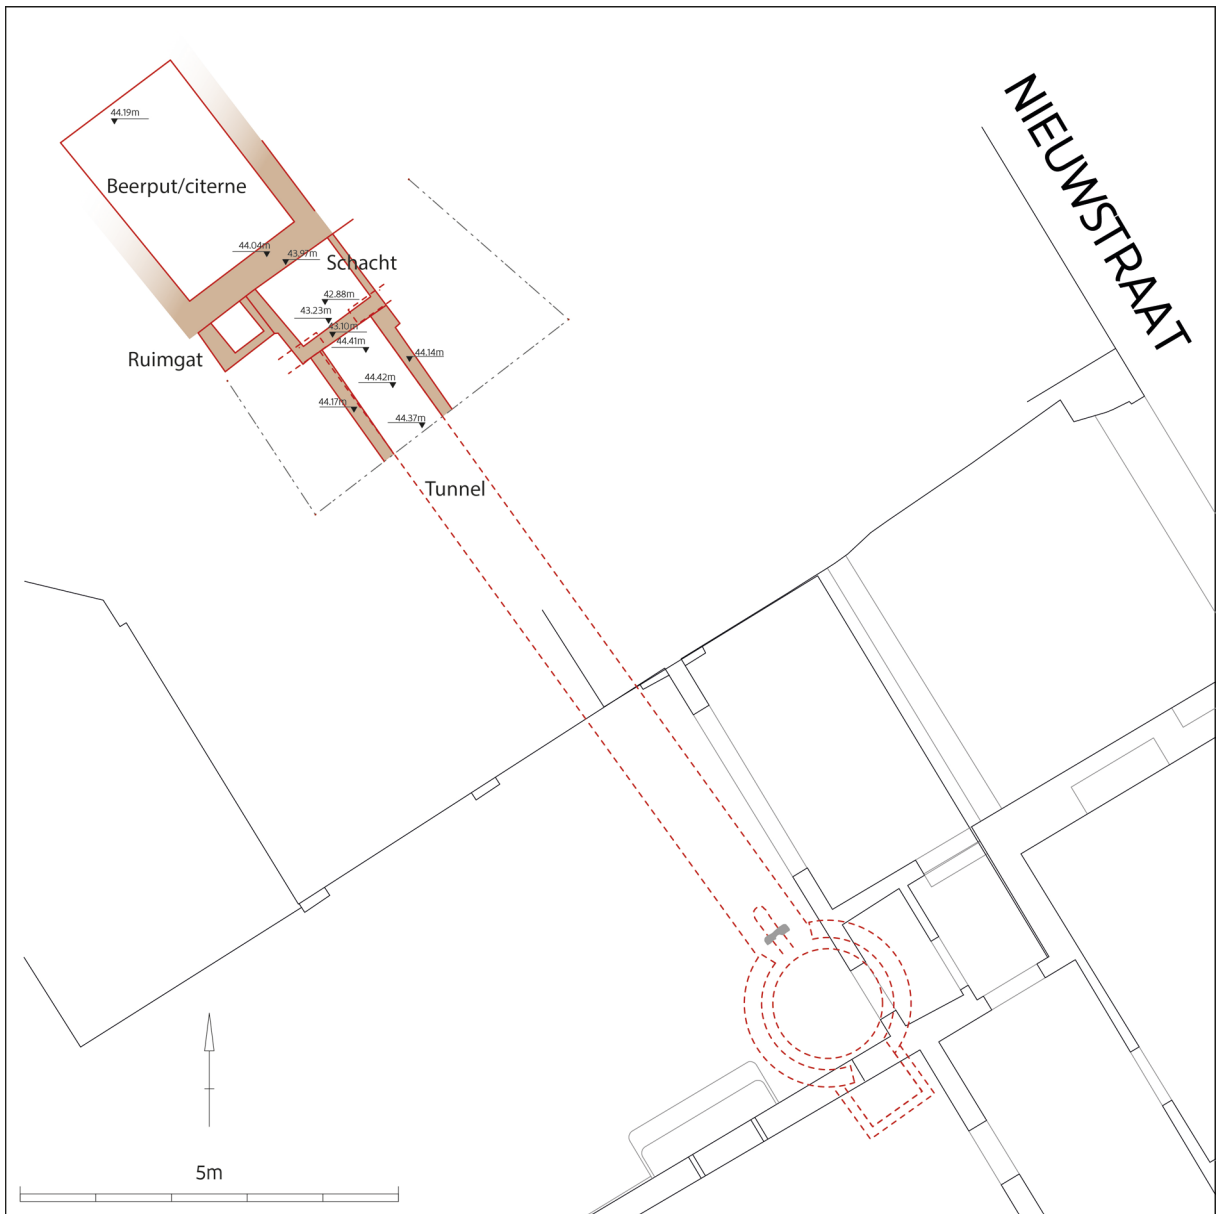 44.19m
Beerput/citerne
44.04m
43.97m
Schacht
42.88m
43.23m
43.10m
44.41m
Ruimgat
44.14m
44.42m
44.17m
44.37m
Tunnel
NIEUWSTRAAT
5m